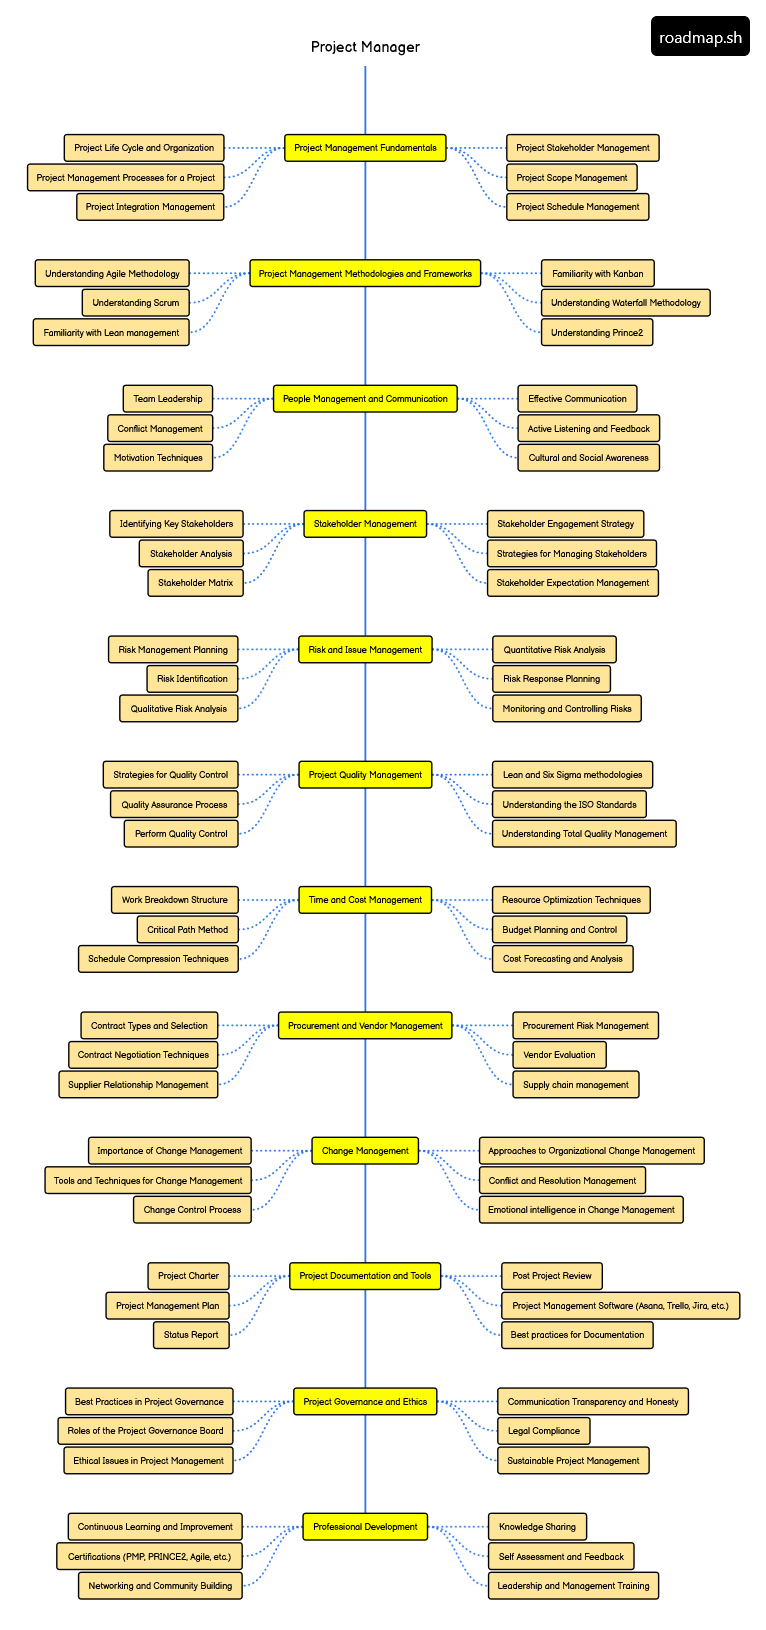 roadmap.sh
Project Manager
Project Management Fundamentals
Project Life Cycle and Organization
Project Management Processes for a Project
Project Integration Management
Project Stakeholder Management
Project Scope Management
Project Schedule Management
Project Management Methodologies and Frameworks
Understanding Agile Methodology
Understanding Scrum
Familiarity with Lean management
Familiarity with Kanban
Understanding Waterfall Methodology
Understanding Prince2
People Management and Communication
Team Leadership
Conflict Management
Motivation Techniques
Effective Communication
Active Listening and Feedback
Cultural and Social Awareness
Stakeholder Management
Identifying Key Stakeholders
Stakeholder Analysis
Stakeholder Matrix
Stakeholder Engagement Strategy
Strategies for Managing Stakeholders
Stakeholder Expectation Management
Risk and Issue Management
Risk Management Planning
Risk Identification
Qualitative Risk Analysis
Quantitative Risk Analysis
Risk Response Planning
Monitoring and Controlling Risks
Project Quality Management
Strategies for Quality Control
Quality Assurance Process
Perform Quality Control
Lean and Six Sigma methodologies
Understanding the ISO Standards
Understanding Total Quality Management
Time and Cost Management
Work Breakdown Structure
Critical Path Method
Schedule Compression Techniques
Resource Optimization Techniques
Budget Planning and Control
Cost Forecasting and Analysis
Procurement and Vendor Management
Contract Types and Selection
Contract Negotiation Techniques
Supplier Relationship Management
Procurement Risk Management
Vendor Evaluation
Supply chain management
Change Management
Importance of Change Management
Tools and Techniques for Change Management
Change Control Process
Approaches to Organizational Change Management
Conflict and Resolution Management
Emotional intelligence in Change Management
Project Documentation and Tools
Project Charter
Project Management Plan
Status Report
Post Project Review
Project Management Software (Asana, Trello, Jira, etc.)
Best practices for Documentation
Project Governance and Ethics
Best Practices in Project Governance
Roles of the Project Governance Board
Ethical Issues in Project Management
Communication Transparency and Honesty
Legal Compliance
Sustainable Project Management
Professional Development
Continuous Learning and Improvement
Certifications (PMP, PRINCE2, Agile, etc.)
Networking and Community Building
Knowledge Sharing
Self Assessment and Feedback
Leadership and Management Training